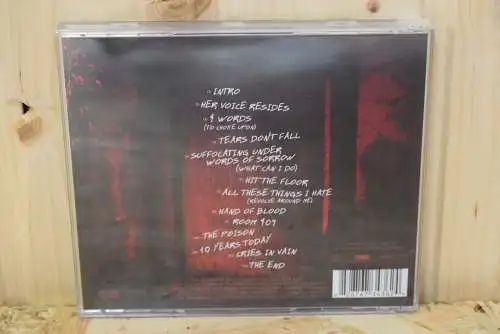 INTRO
HER VOICE RESIDES
4 WORDS
(TO CHOKE UPON)
TEARS DON'T FALL
SUFFOCATING UNDER
WORDS OF SORROW
(WHAT CAN I DO)
HIT THE FLOOR
ALL THESE THINGS I HATE
(REVOLVE AROUND ME)
HAND OF BLOOD
ROOM 409
THE POISON
10 YEARS TODAY
CRIES IN VAIN
THE END